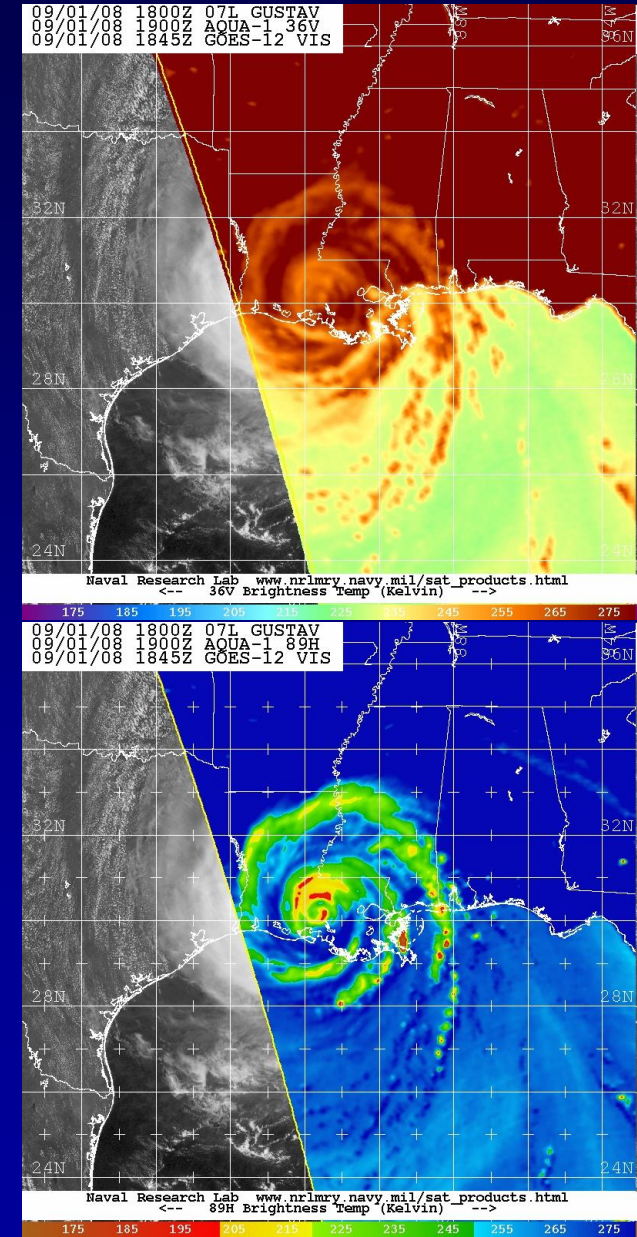 09/01/08 1800Z 07L GUSTAV
09/01/08 1900Z AQUA-1 36V
09/01/08 1845Z GOES-12 VIS
88W 84W 36N
32N 32N
28N 28N
24N 24N
Naval Research Lab www.nrlmry.navy.mil/sat_products.html
<-- 36V Brightness Temp (Kelvin) -->
175 185 195 205 215 225 235 245 255 265 275
09/01/08 1800Z 07L GUSTAV
09/01/08 1900Z AQUA-1 89H
09/01/08 1845Z GOES-12 VIS
88W 84W 36N
32N 32N
28N 28N
24N 24N
Naval Research Lab www.nrlmry.navy.mil/sat_products.html
<-- 89H Brightness Temp (Kelvin) -->
175 185 195 205 215 225 235 245 255 265 275